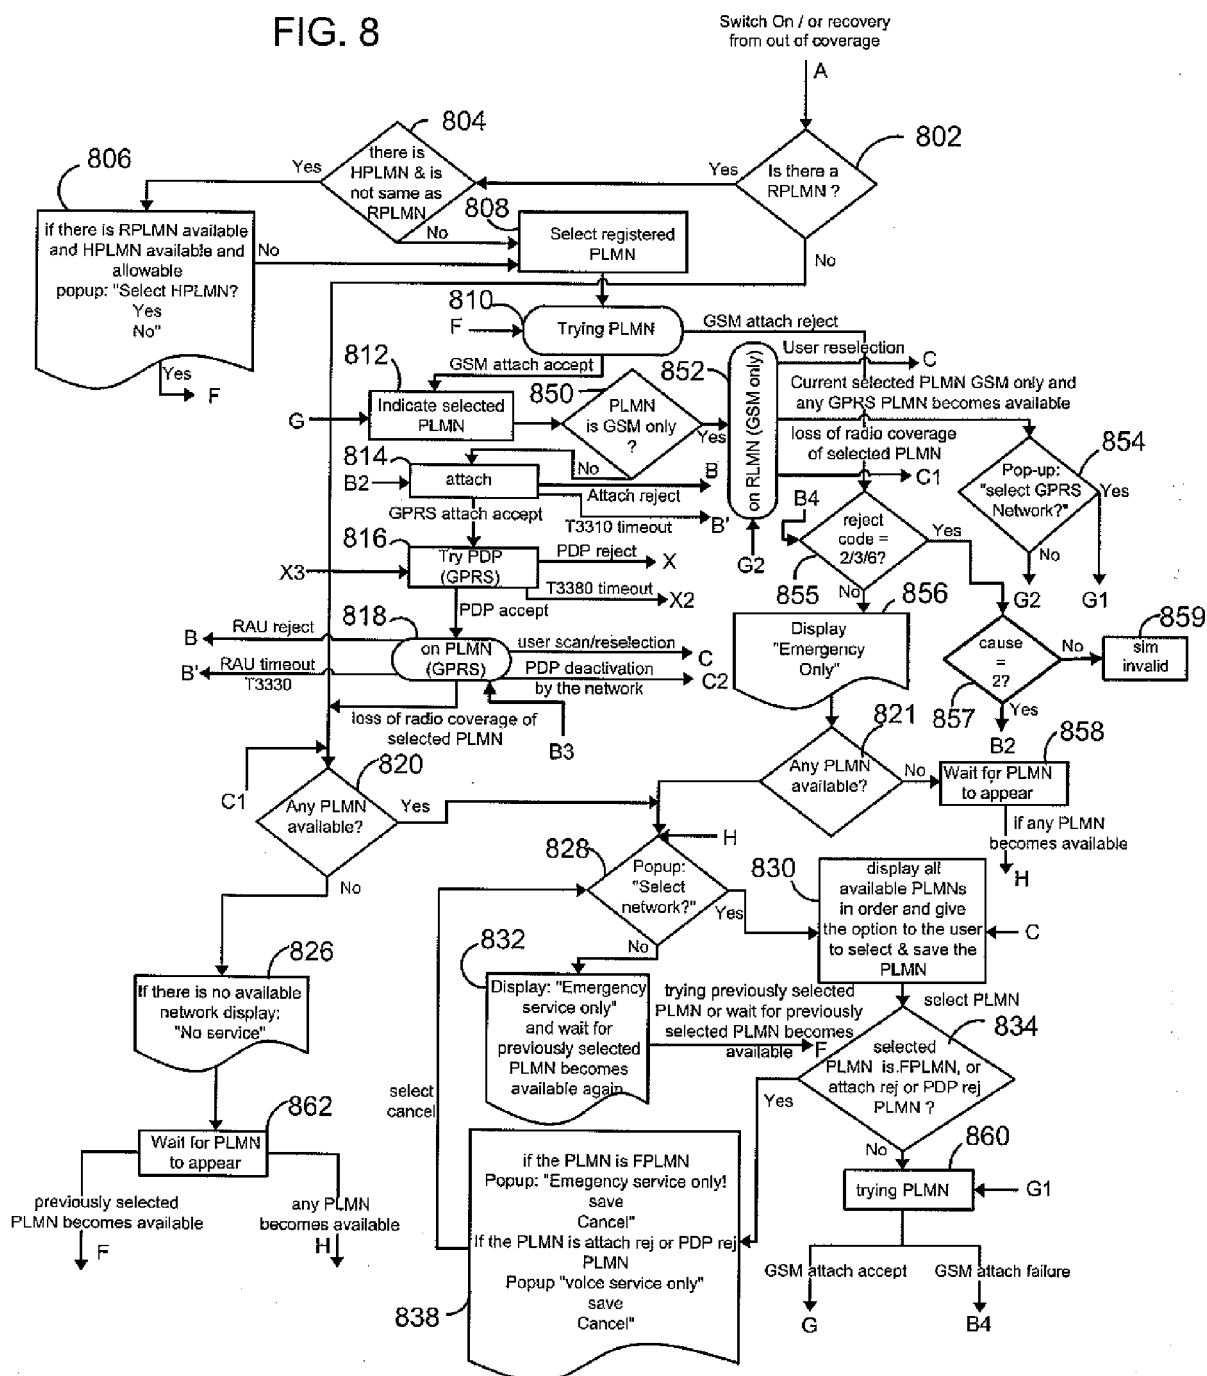 FIG. 8
Switch On / or recovery
from out of coverage
A
804
802
806
there is
HPLMN & is
not same as
RPLMN
Yes
Yes
Is there a
RPLMN ?
808
No
No
if there is RPLMN available
and HPLMN available and
allowable
popup: "Select HPLMN?
Yes
No"
No
Select registered
PLMN
Yes
F
810
F
Trying PLMN
GSM attach reject
GSM attach accept
812
850
852
User reselection
C
G
Indicate selected
PLMN
PLMN
is GSM only
?
Yes
No
on RLMN (GSM only)
Current selected PLMN GSM only and
any GPRS PLMN becomes available
loss of radio coverage
of selected PLMN
C1
G2
854
Pop-up:
"select GPRS
Network?"
Yes
No
G2
G1
814
B2
attach
B
Attach reject
GPRS attach accept
T3310 timeout
B'
B4
reject
code =
2/3/6?
Yes
No
855
856
816
X3
Try PDP
(GPRS)
PDP reject
X
T3380 timeout
X2
PDP accept
818
B
RAU reject
on PLMN
(GPRS)
user scan/reselection
C
B'
RAU timeout
T3330
PDP deactivation
by the network
C2
loss of radio coverage of
selected PLMN
B3
Display
"Emergency
Only"
cause
=
2?
No
859
sim
invalid
857
Yes
B2
821
858
Any PLMN
available?
No
Wait for PLMN
to appear
if any PLMN
becomes available
H
C1
820
Any PLMN
available?
Yes
No
H
828
Popup:
"Select
network?"
Yes
No
830
display all
available PLMNs
in order and give
the option to the user
to select & save the
PLMN
C
select PLMN
826
If there is no available
network display:
"No service"
832
Display: "Emergency
service only"
and wait for
previously selected
PLMN becomes
available again
trying previously selected
PLMN or wait for previously
selected PLMN becomes
available
F
834
selected
PLMN is.FPLMN, or
attach rej or PDP rej
PLMN ?
Yes
No
select
cancel
862
Wait for PLMN
to appear
previously selected
PLMN becomes available
F
any PLMN
becomes available
H
860
trying PLMN
G1
GSM attach accept
GSM attach failure
G
B4
if the PLMN is FPLMN
Popup: "Emegency service only!
save
Cancel"
If the PLMN is attach rej or PDP rej
PLMN
Popup "voice service only"
save
Cancel"
838